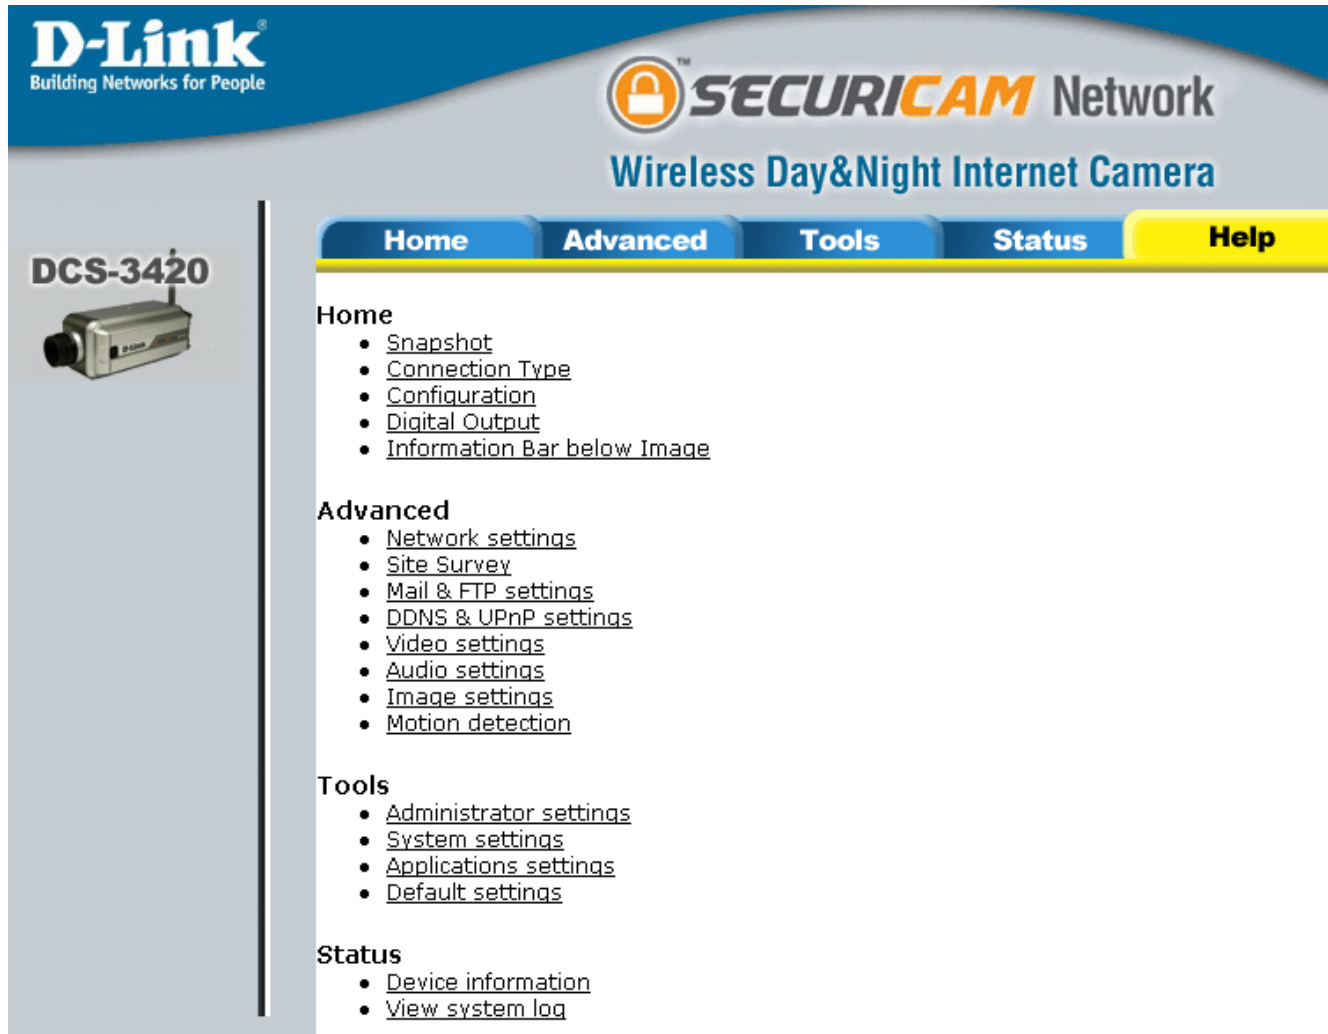 D-Link®
Building Networks for People
SECURICAM Network
™
Wireless Day&Night Internet Camera
Home Advanced Tools Status Help
DCS-3420
D-Link
Home
Snapshot
Connection Type
Configuration
Digital Output
Information Bar below Image
Advanced
Network settings
Site Survey
Mail & FTP settings
DDNS & UPnP settings
Video settings
Audio settings
Image settings
Motion detection
Tools
Administrator settings
System settings
Applications settings
Default settings
Status
Device information
View system log